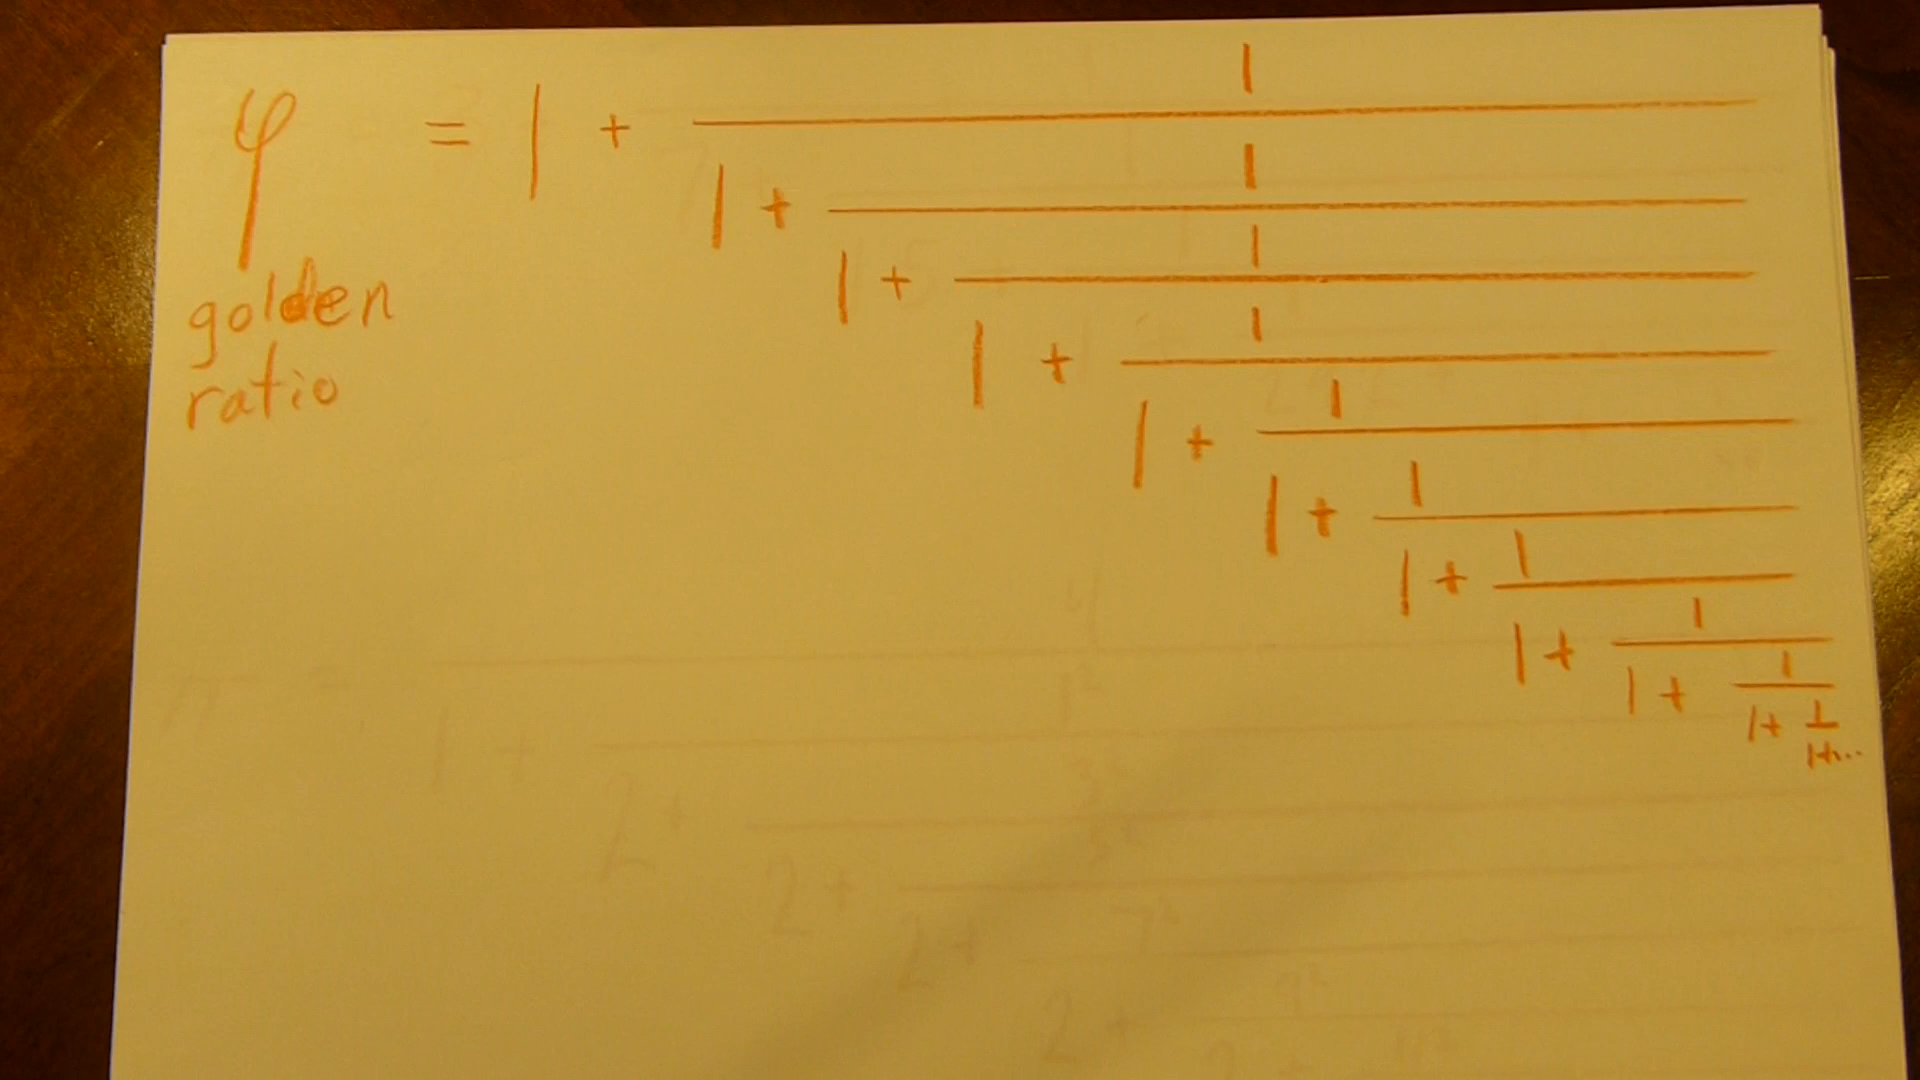 φ = 1 + 1
1 + 1
1 + 1
1 + 1
1 + 1
1 + 1
1 + 1
1 + 1
1 + 1
1 + 1
1+...
golden
ratio